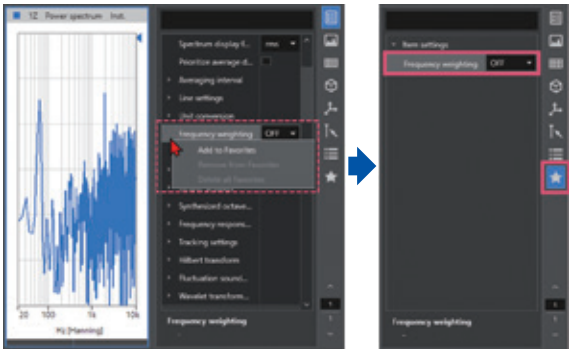 1Z Power spectrum Inst.
20 100 1k 10k
Hz [Hanning]
Spectrum display f... rms
Prioritize average d...
Averaging interval
Line settings
Unit conversion
Frequency weighting OFF
Add to Favorites
Remove from Favorites
Delete all Favorites
Synthesized octave...
Frequency respons...
Tracking settings
Hilbert transform
Fluctuation sound...
Wavelet transform...
Frequency weighting
Item settings
Frequency weighting OFF
Frequency weighting